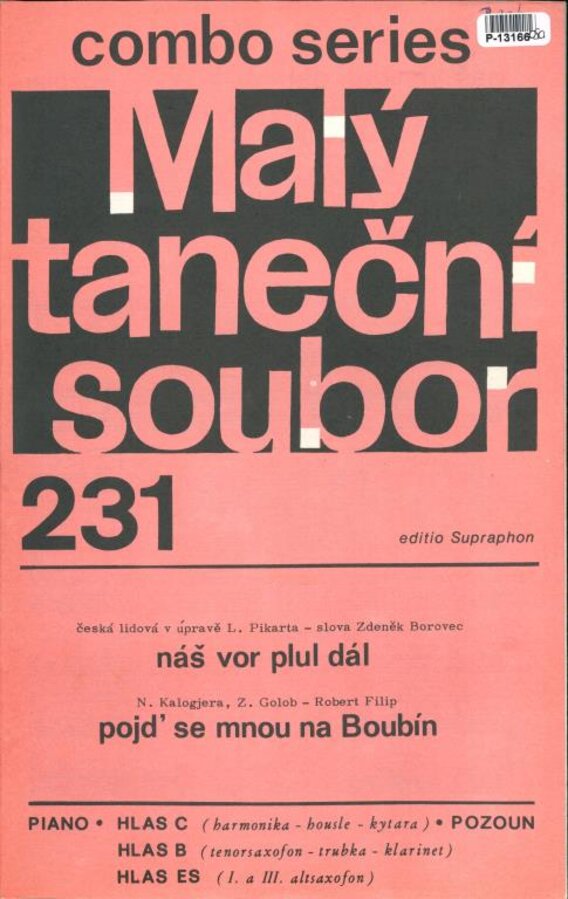 combo series
P-13166
Malý
taneční
soubor
231
editio Supraphon
česká lidová v úpravě L. Pikarta – slova Zdeněk Borovec
náš vor plul dál
N. Kalogjera, Z. Golob – Robert Filip
pojd' se mnou na Boubín
PIANO • HLAS C (harmonika - housle - kytara) • POZOUN
HLAS B (tenorsaxofon - trubka - klarinet)
HLAS ES (I. a III. altsaxofon)